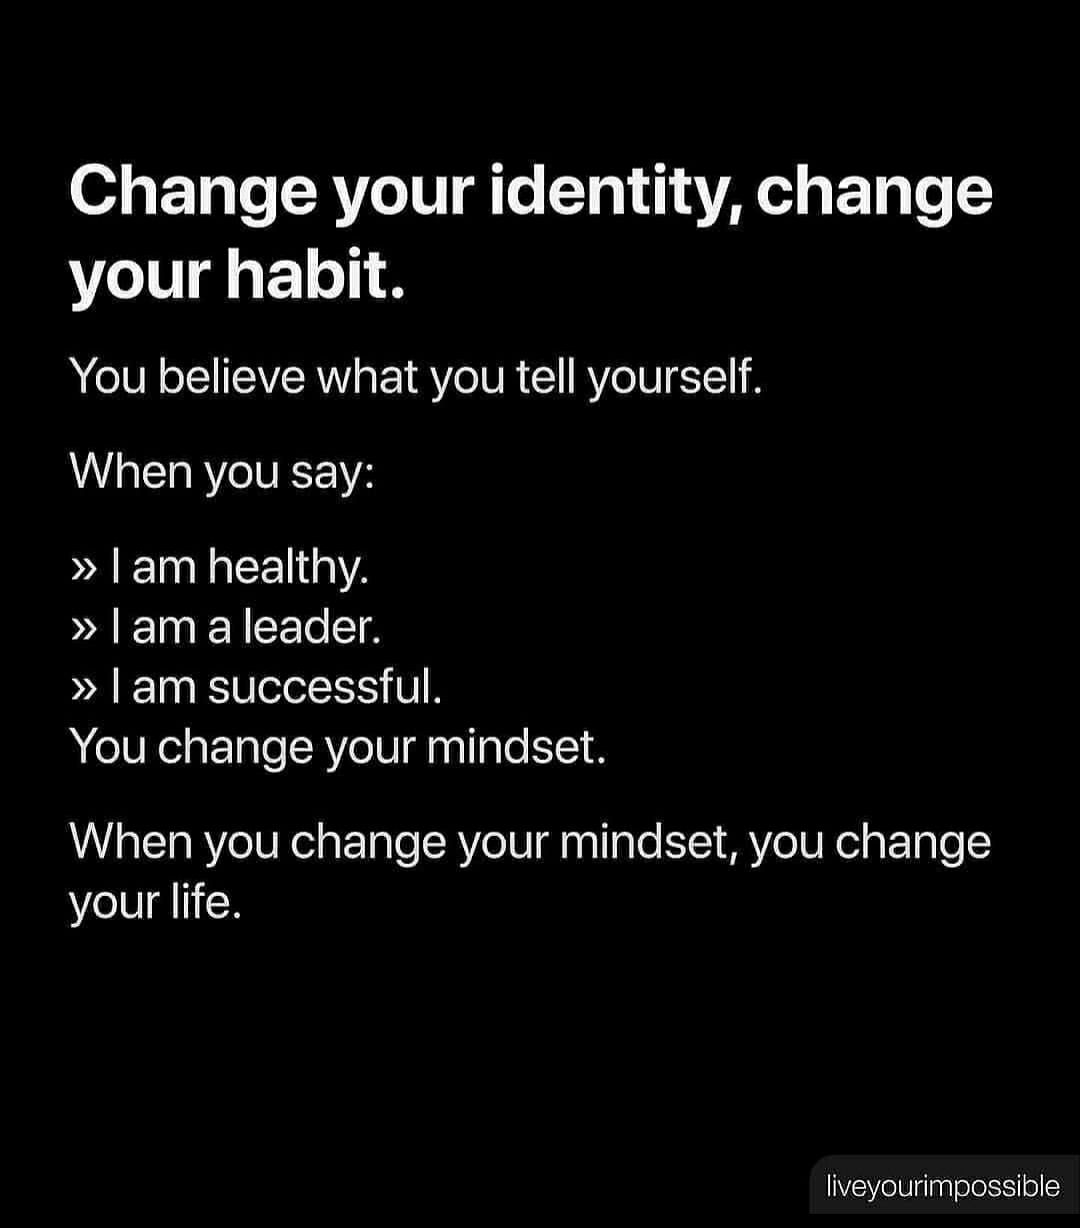 Change your identity, change
your habit.
You believe what you tell yourself.
When you say:
» I am healthy.
» I am a leader.
» I am successful.
You change your mindset.
When you change your mindset, you change
your life.
liveyourimpossible